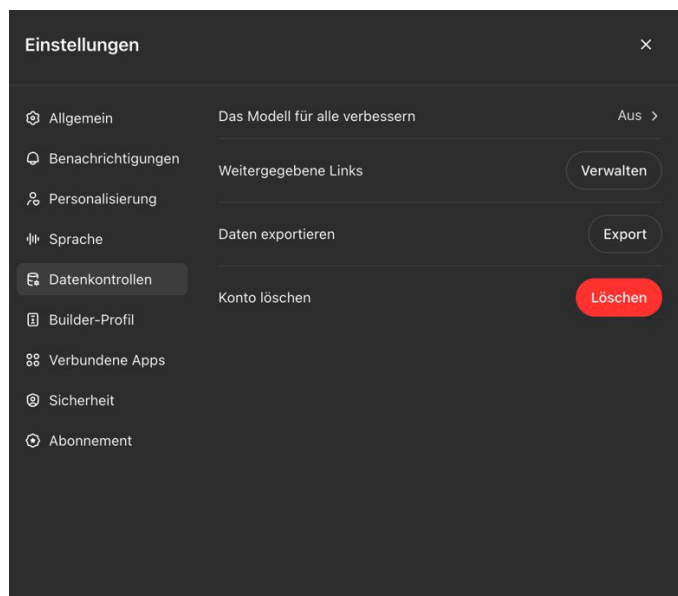 Einstellungen
Allgemein
Benachrichtigungen
Personalisierung
Sprache
Datenkontrollen
Builder-Profil
Verbundene Apps
Sicherheit
Abonnement
Das Modell für alle verbessern Aus
Weitergegebene Links Verwalten
Daten exportieren Export
Konto löschen Löschen